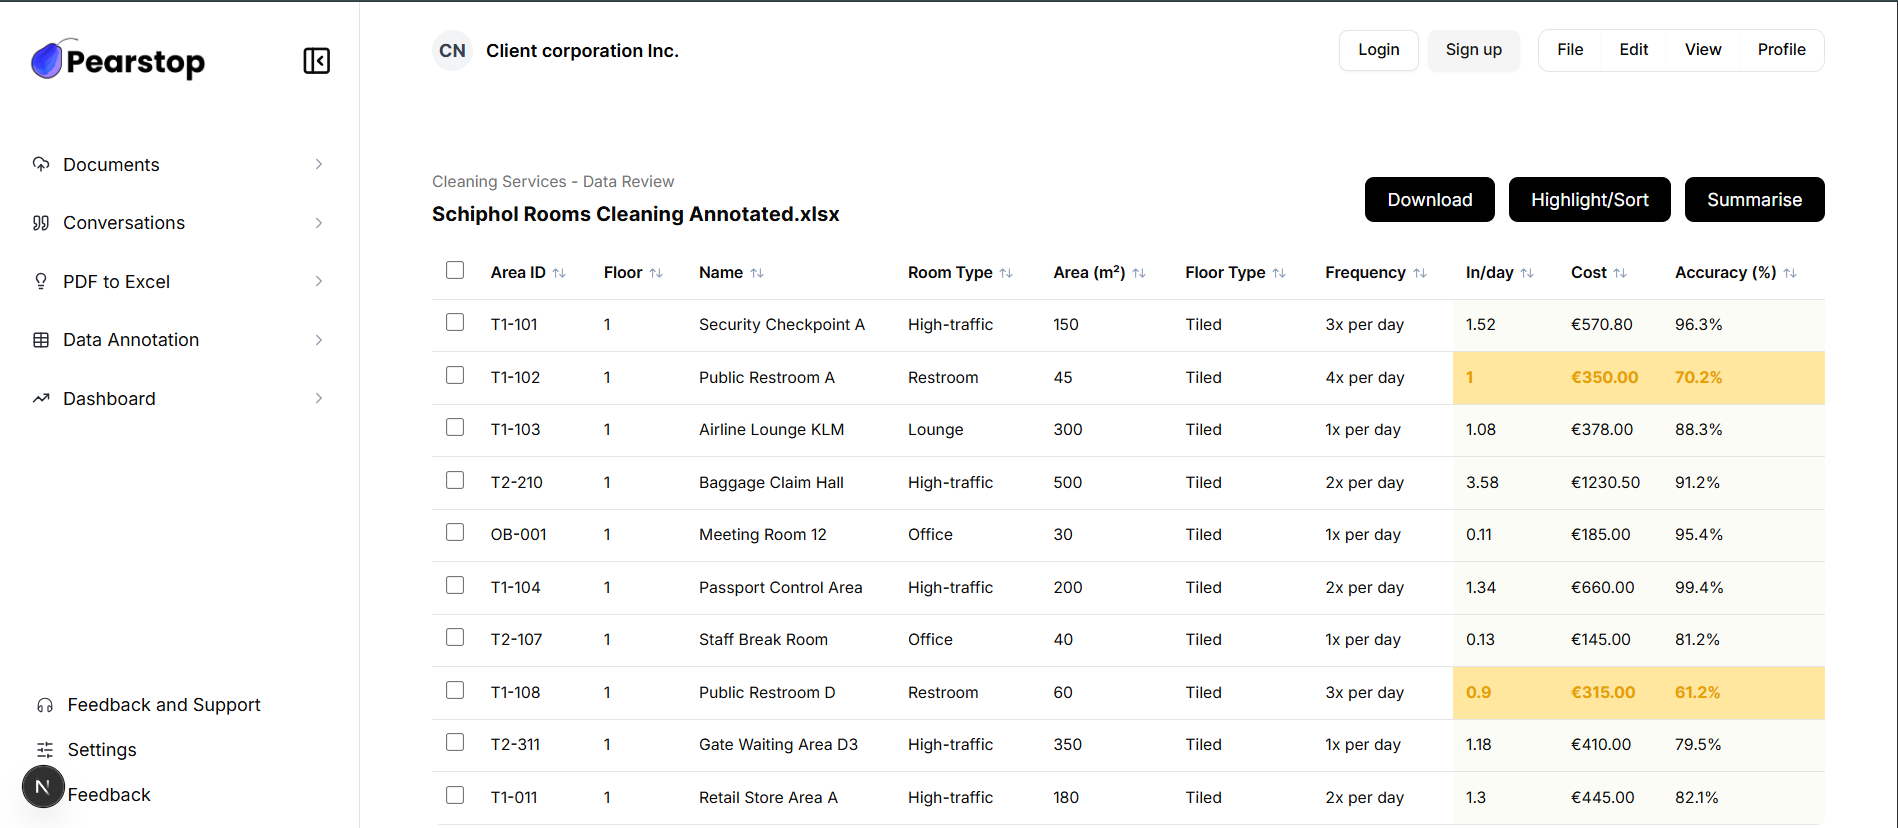 Pearstop
CN Client corporation Inc.
Login Sign up File Edit View Profile
Documents
Conversations
PDF to Excel
Data Annotation
Dashboard
Feedback and Support
Settings
N Feedback
Cleaning Services - Data Review
Schiphol Rooms Cleaning Annotated.xlsx
Download Highlight/Sort Summarise
Area ID Floor Name Room Type Area (m²) Floor Type Frequency In/day Cost Accuracy (%)
T1-101 1 Security Checkpoint A High-traffic 150 Tiled 3x per day 1.52 €570.80 96.3%
T1-102 1 Public Restroom A Restroom 45 Tiled 4x per day 1 €350.00 70.2%
T1-103 1 Airline Lounge KLM Lounge 300 Tiled 1x per day 1.08 €378.00 88.3%
T2-210 1 Baggage Claim Hall High-traffic 500 Tiled 2x per day 3.58 €1230.50 91.2%
OB-001 1 Meeting Room 12 Office 30 Tiled 1x per day 0.11 €185.00 95.4%
T1-104 1 Passport Control Area High-traffic 200 Tiled 2x per day 1.34 €660.00 99.4%
T2-107 1 Staff Break Room Office 40 Tiled 1x per day 0.13 €145.00 81.2%
T1-108 1 Public Restroom D Restroom 60 Tiled 3x per day 0.9 €315.00 61.2%
T2-311 1 Gate Waiting Area D3 High-traffic 350 Tiled 1x per day 1.18 €410.00 79.5%
T1-011 1 Retail Store Area A High-traffic 180 Tiled 2x per day 1.3 €445.00 82.1%